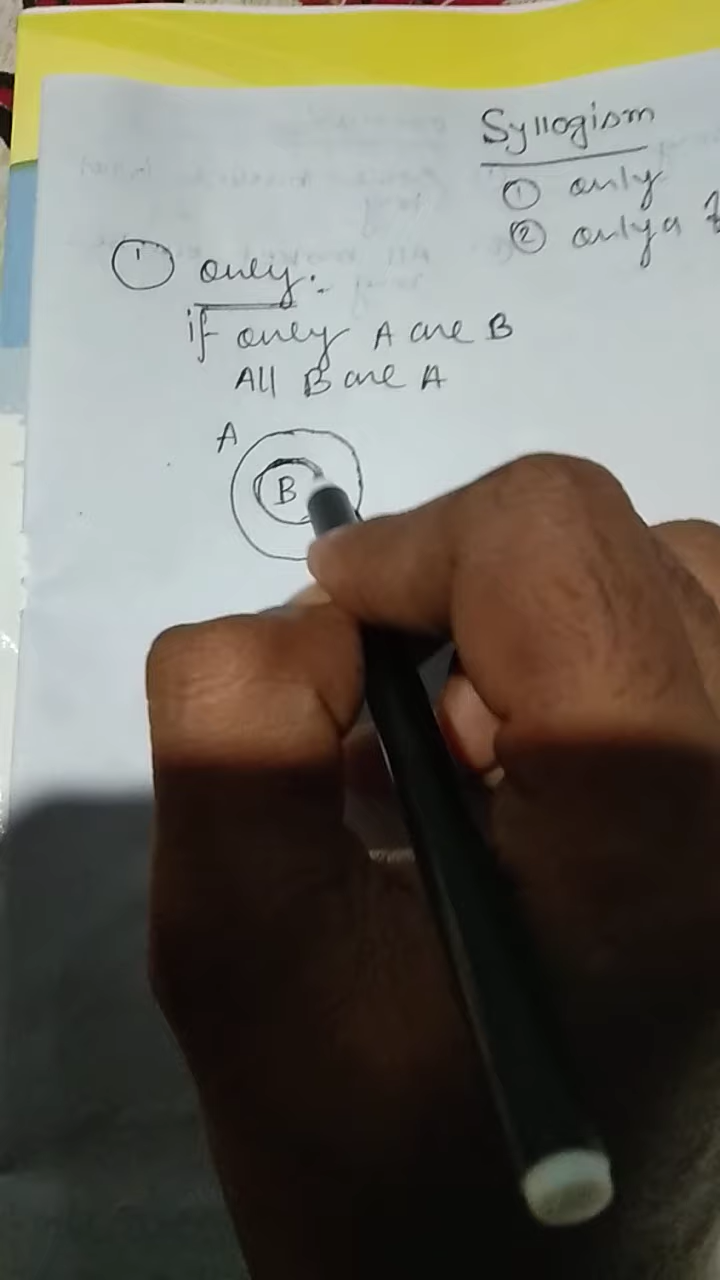 Syllogism
① only
② only a f
① only:-
if only A are B
All B are A
A
B